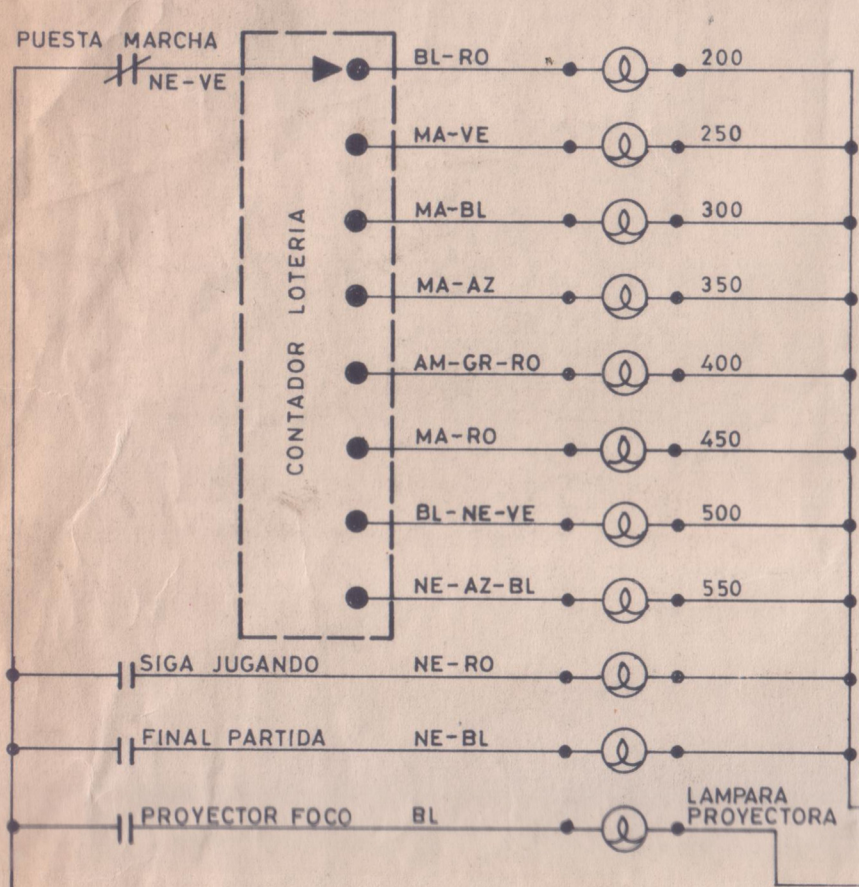 PUESTA MARCHA
NE-VE
CONTADOR LOTERIA
BL-RO 200
MA-VE 250
MA-BL 300
MA-AZ 350
AM-GR-RO 400
MA-RO 450
BL-NE-VE 500
NE-AZ-BL 550
SIGA JUGANDO NE-RO
FINAL PARTIDA NE-BL
PROYECTOR FOCO BL
LAMPARA
PROYECTORA